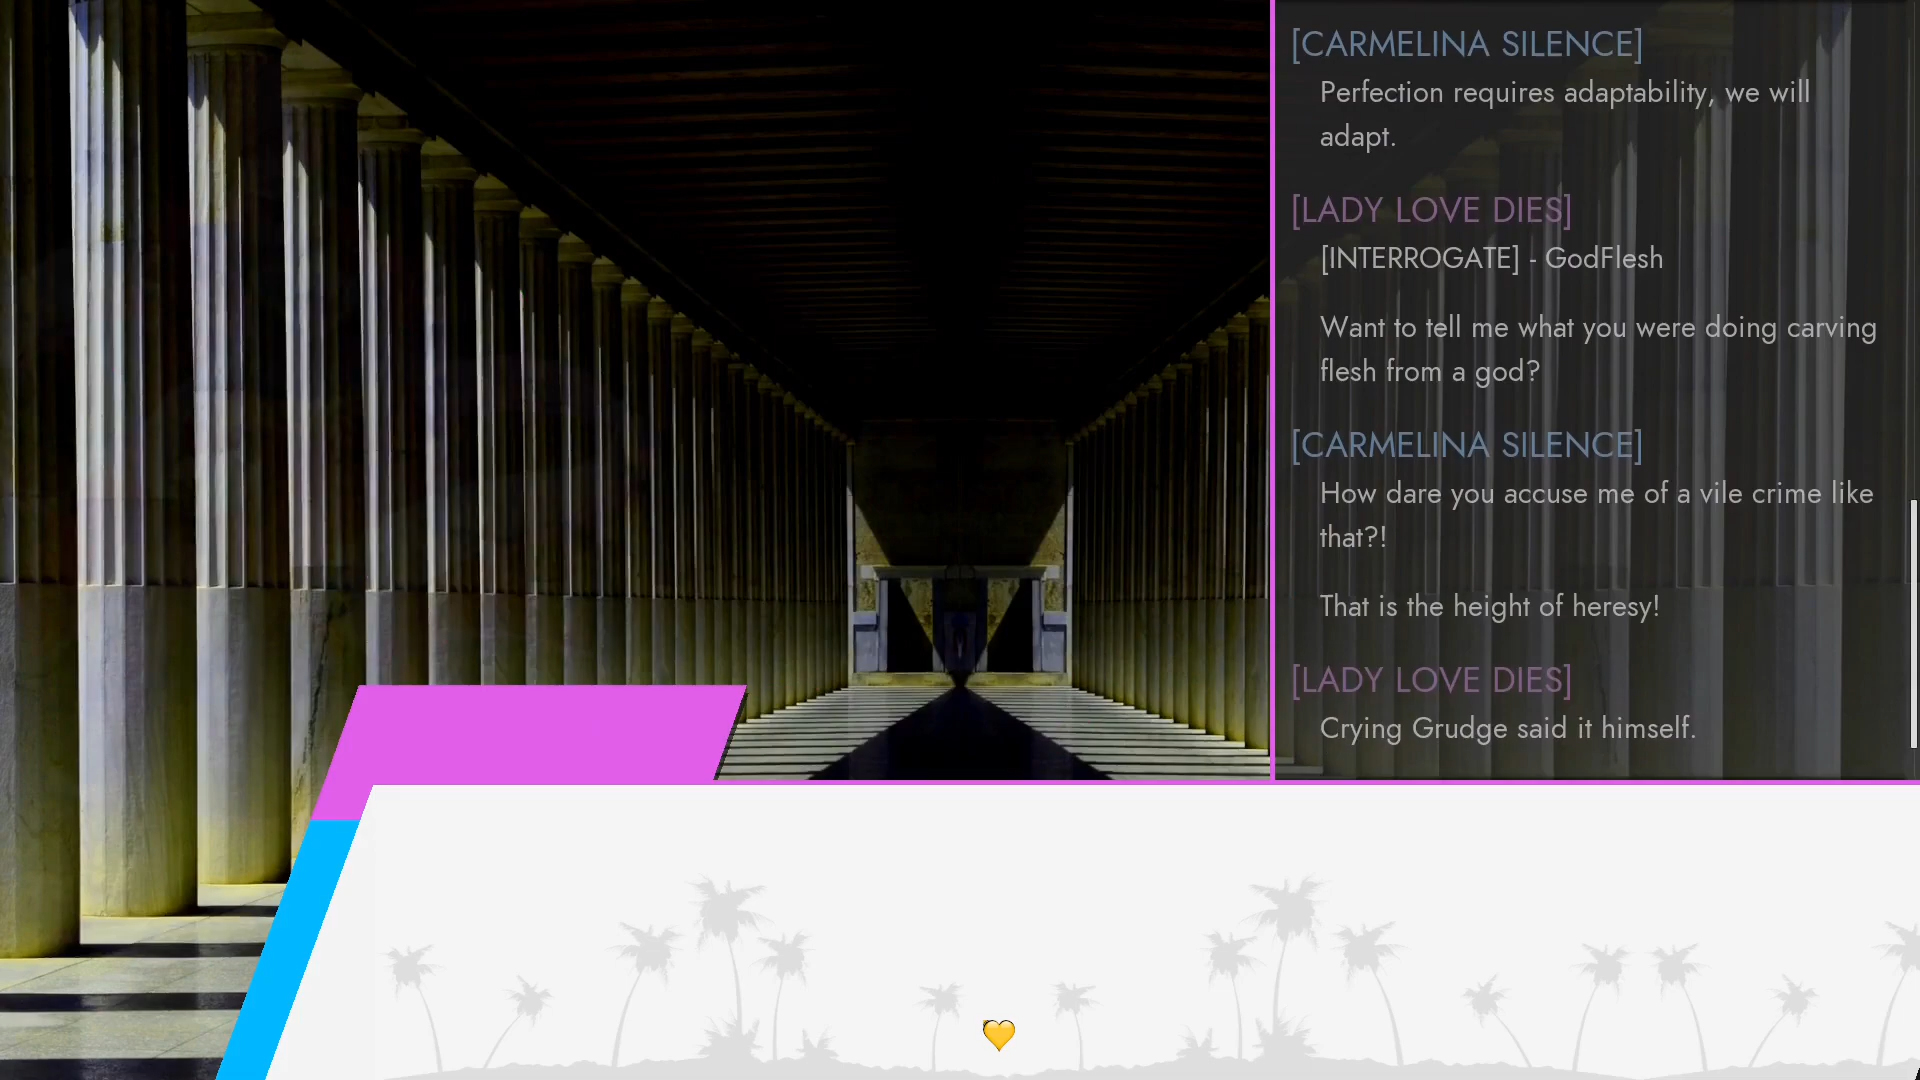 [CARMELINA SILENCE]
Perfection requires adaptability, we will
adapt.
[LADY LOVE DIES]
[INTERROGATE] - GodFlesh
Want to tell me what you were doing carving
flesh from a god?
[CARMELINA SILENCE]
How dare you accuse me of a vile crime like
that?!
That is the height of heresy!
[LADY LOVE DIES]
Crying Grudge said it himself.